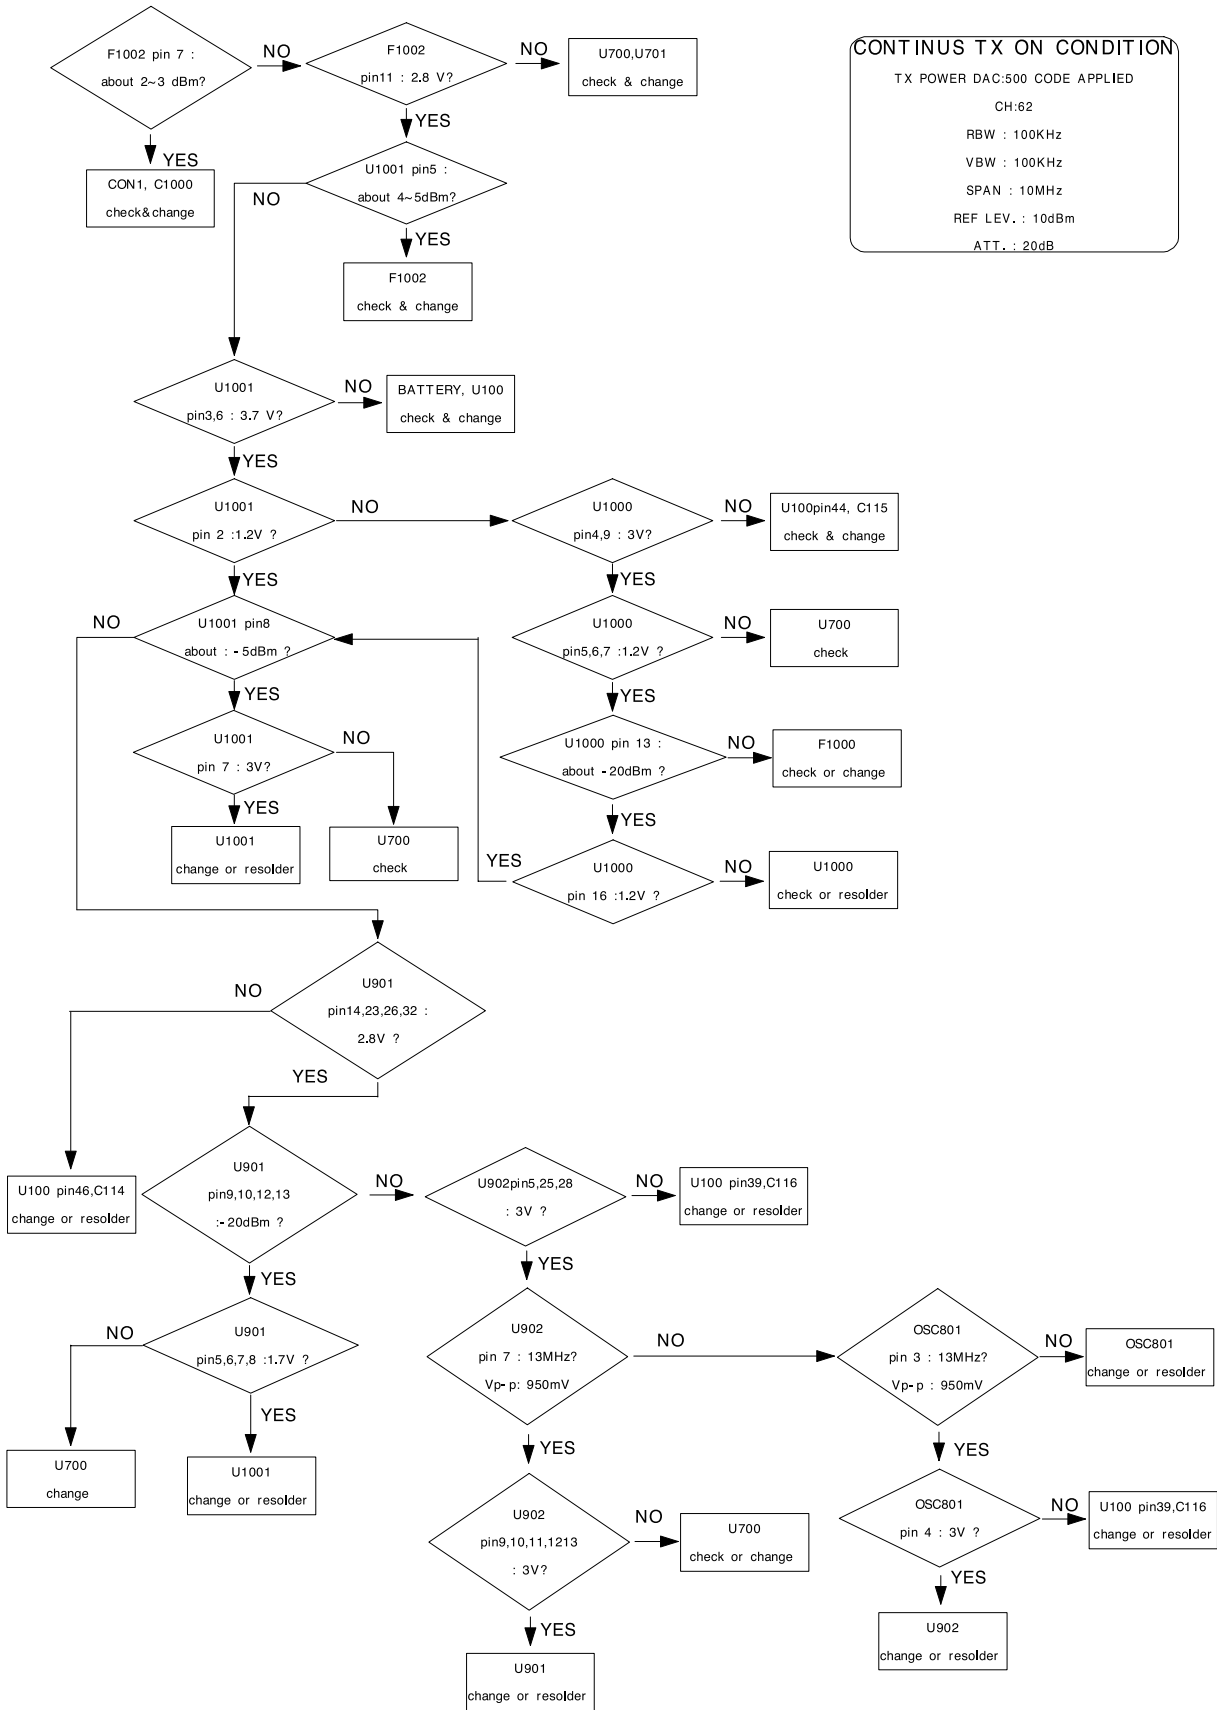 F1002 pin 7 :
about 2~3 dBm?
NO
F1002
pin11 : 2.8 V?
NO
U700,U701
check & change
CONTINUS TX ON CONDITION
TX POWER DAC:500 CODE APPLIED
CH:62
RBW : 100KHz
VBW : 100KHz
SPAN : 10MHz
REF LEV. : 10dBm
ATT. : 20dB
YES
YES
CON1, C1000
check&change
U1001 pin5 :
about 4~5dBm?
NO
YES
F1002
check & change
U1001
pin3,6 : 3.7 V?
NO
BATTERY, U100
check & change
YES
U1001
pin 2 :1.2V ?
NO
U1000
pin4,9 : 3V?
NO
U100pin44, C115
check & change
YES
YES
NO
U1001 pin8
about : -5dBm ?
U1000
pin5,6,7 :1.2V ?
NO
U700
check
YES
YES
U1001
pin 7 : 3V?
NO
U1000 pin 13 :
about -20dBm ?
NO
F1000
check or change
YES
YES
U1001
change or resolder
U700
check
YES
U1000
pin 16 :1.2V ?
NO
U1000
check or resolder
U901
pin14,23,26,32 :
2.8V ?
NO
YES
U100 pin46,C114
change or resolder
U901
pin9,10,12,13
:-20dBm ?
NO
U902pin5,25,28
: 3V ?
NO
U100 pin39,C116
change or resolder
YES
YES
NO
U901
pin5,6,7,8 :1.7V ?
U902
pin 7 : 13MHz?
Vp-p: 950mV
NO
OSC801
pin 3 : 13MHz?
Vp-p : 950mV
NO
OSC801
change or resolder
YES
YES
YES
U700
change
U1001
change or resolder
U902
pin9,10,11,1213
: 3V?
NO
U700
check or change
OSC801
pin 4 : 3V ?
NO
U100 pin39,C116
change or resolder
YES
YES
U901
change or resolder
U902
change or resolder